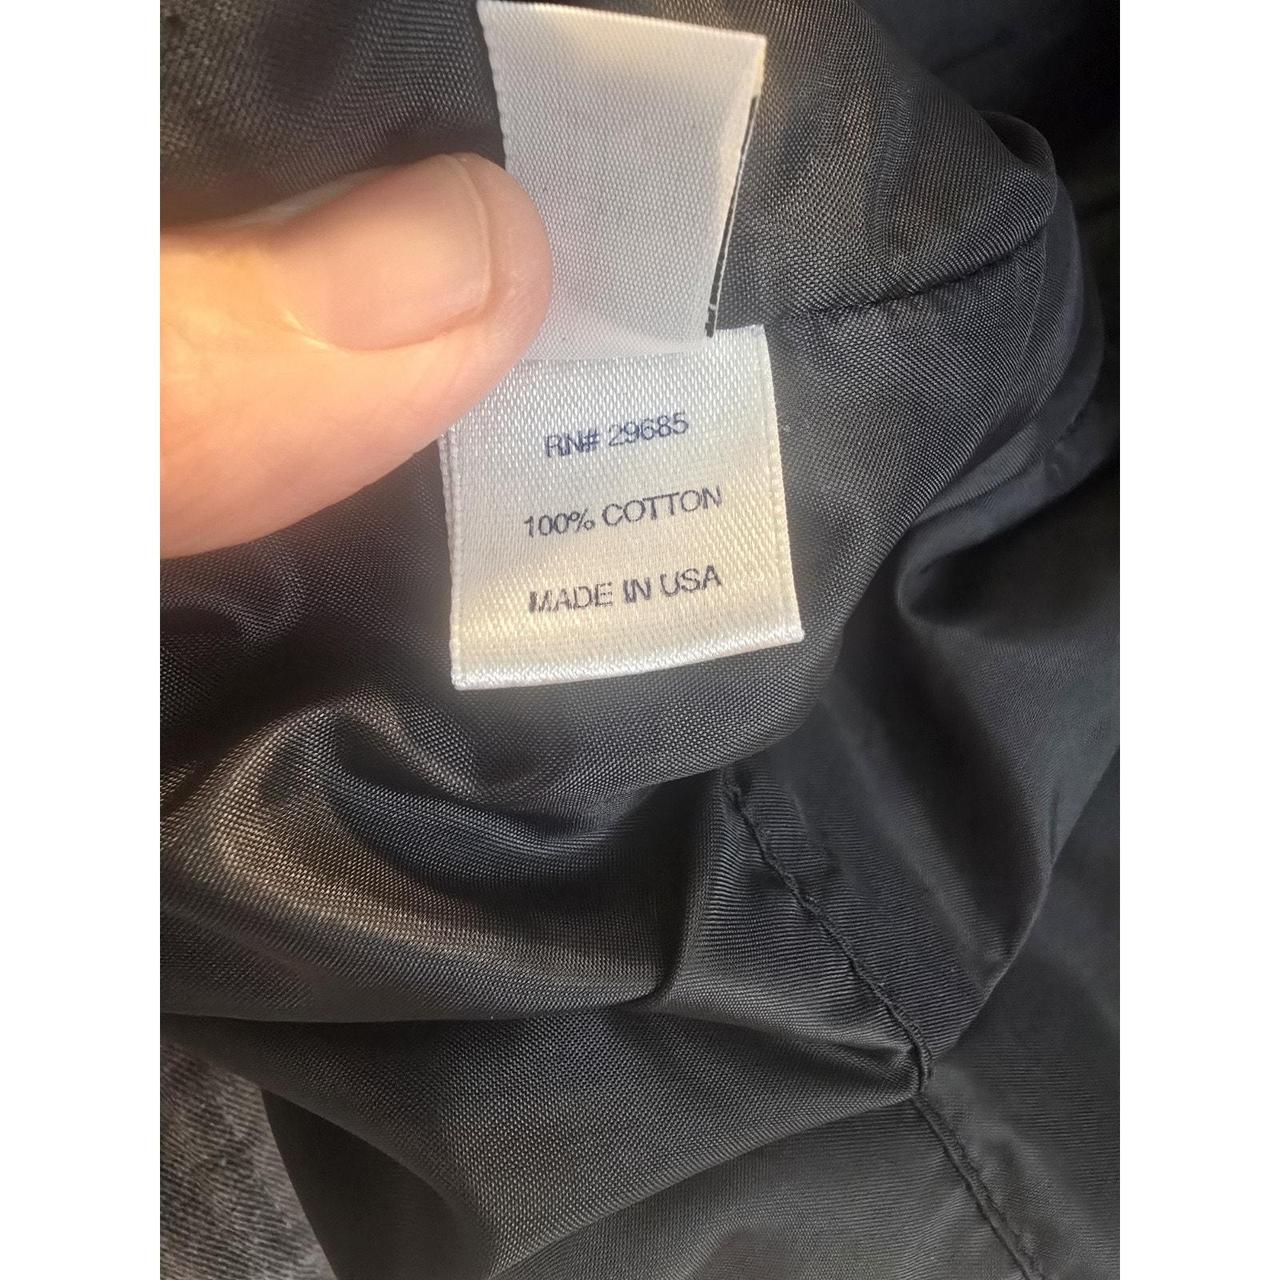 RN# 29685
100% COTTON
MADE IN USA